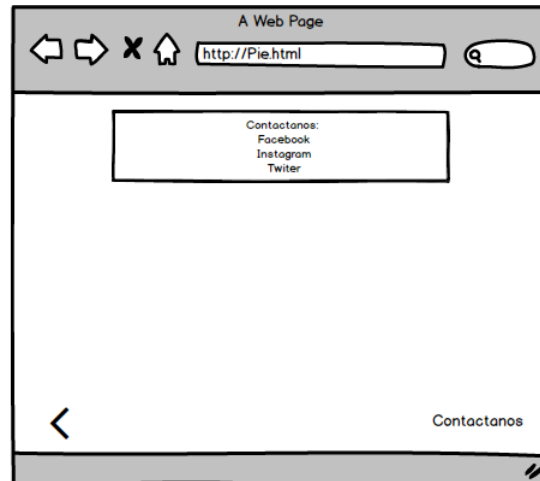 A Web Page
http://Pie.html
Contactanos:
Facebook
Instagram
Twiter
Contactanos